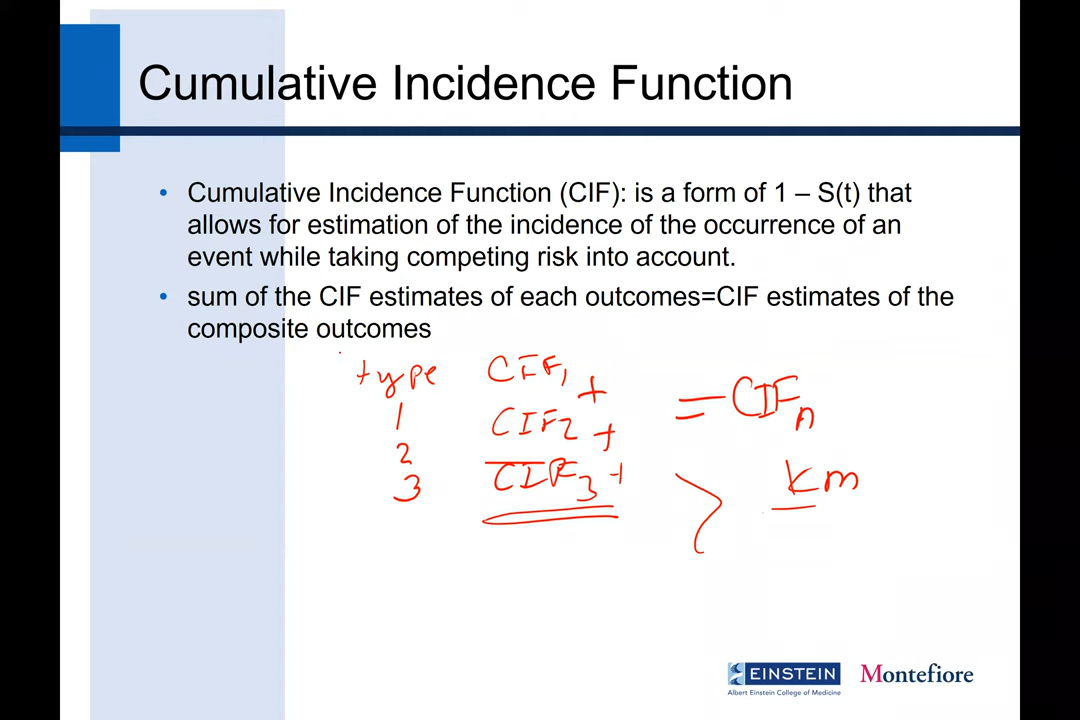 Cumulative Incidence Function
• Cumulative Incidence Function (CIF): is a form of 1 – S(t) that
allows for estimation of the incidence of the occurrence of an
event while taking competing risk into account.
• sum of the CIF estimates of each outcomes=CIF estimates of the
composite outcomes
type CIF1 +
1 CIF2 + = CIFn
2
3 CIF3 + > km
EINSTEIN Montefiore
Albert Einstein College of Medicine